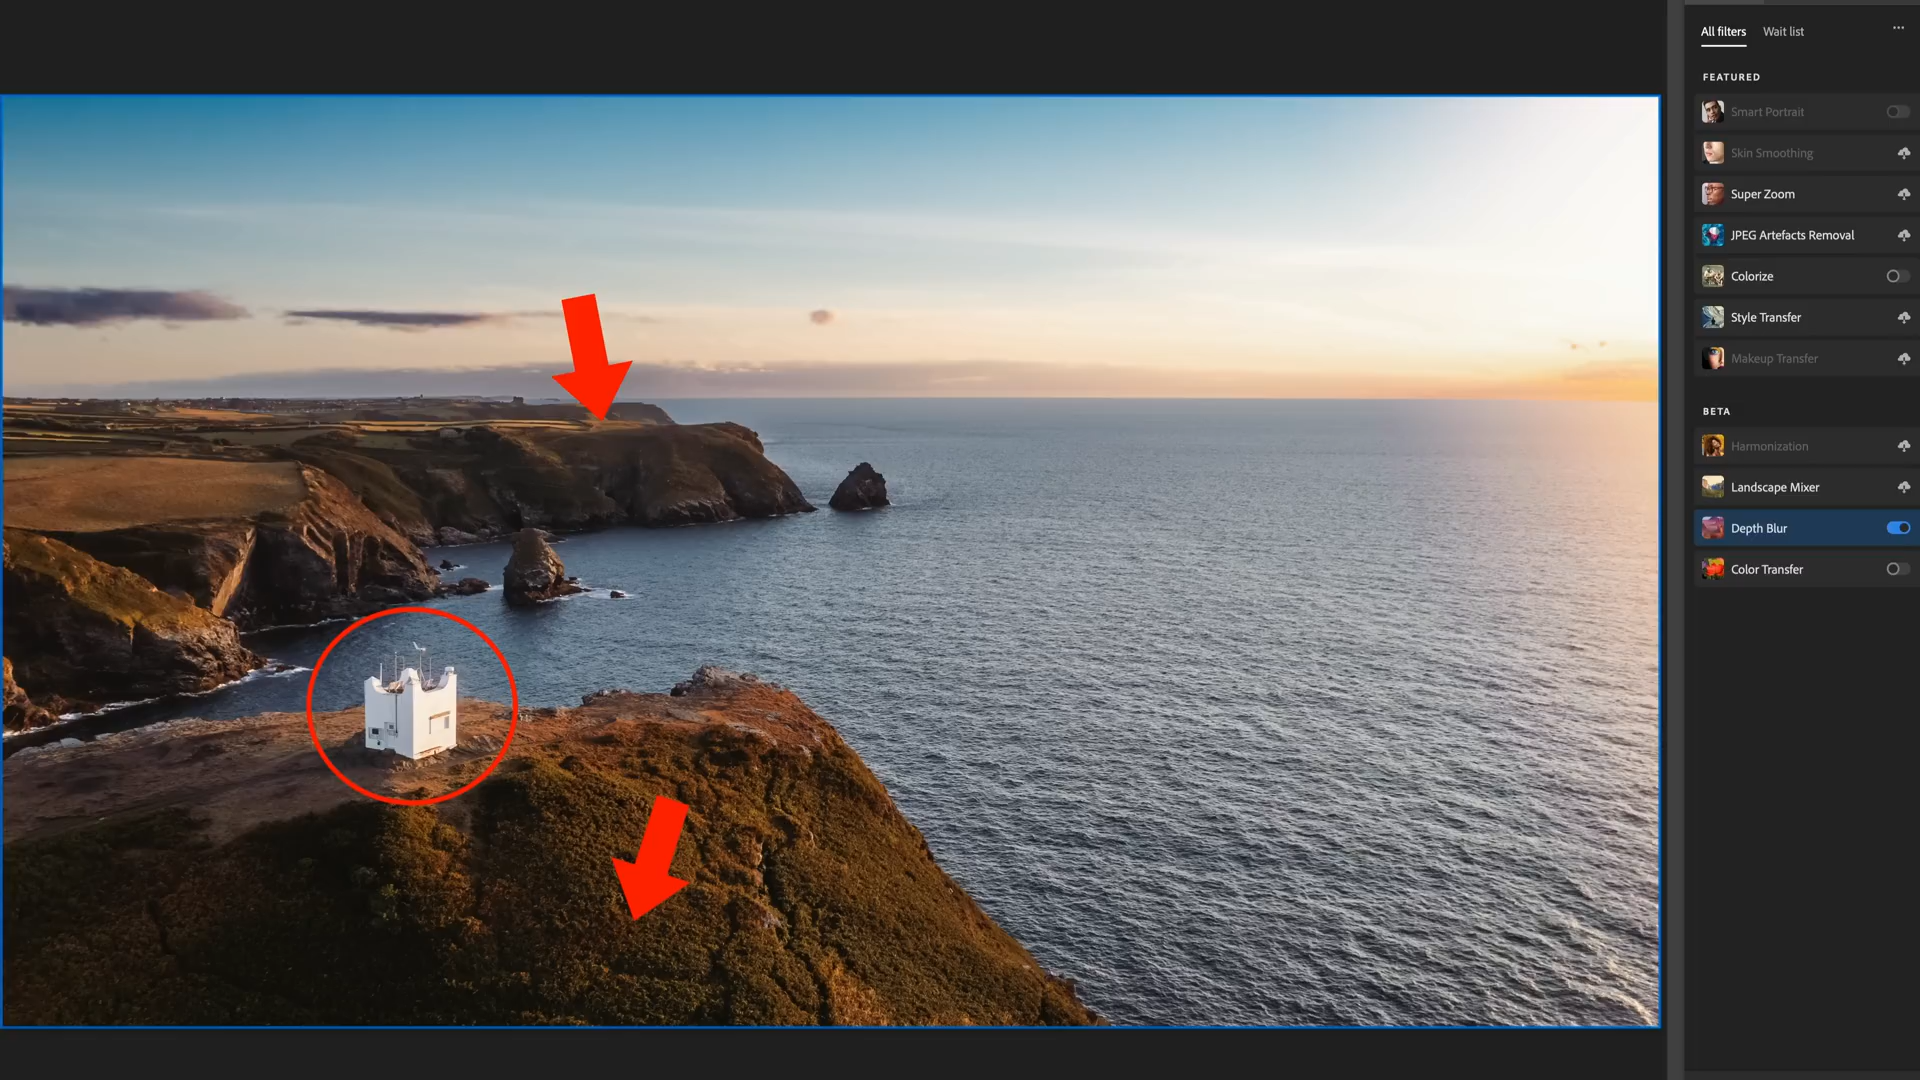 All filters
Wait list
FEATURED
Smart Portrait
Skin Smoothing
Super Zoom
JPEG Artefacts Removal
Colorize
Style Transfer
Makeup Transfer
BETA
Harmonization
Landscape Mixer
Depth Blur
Color Transfer